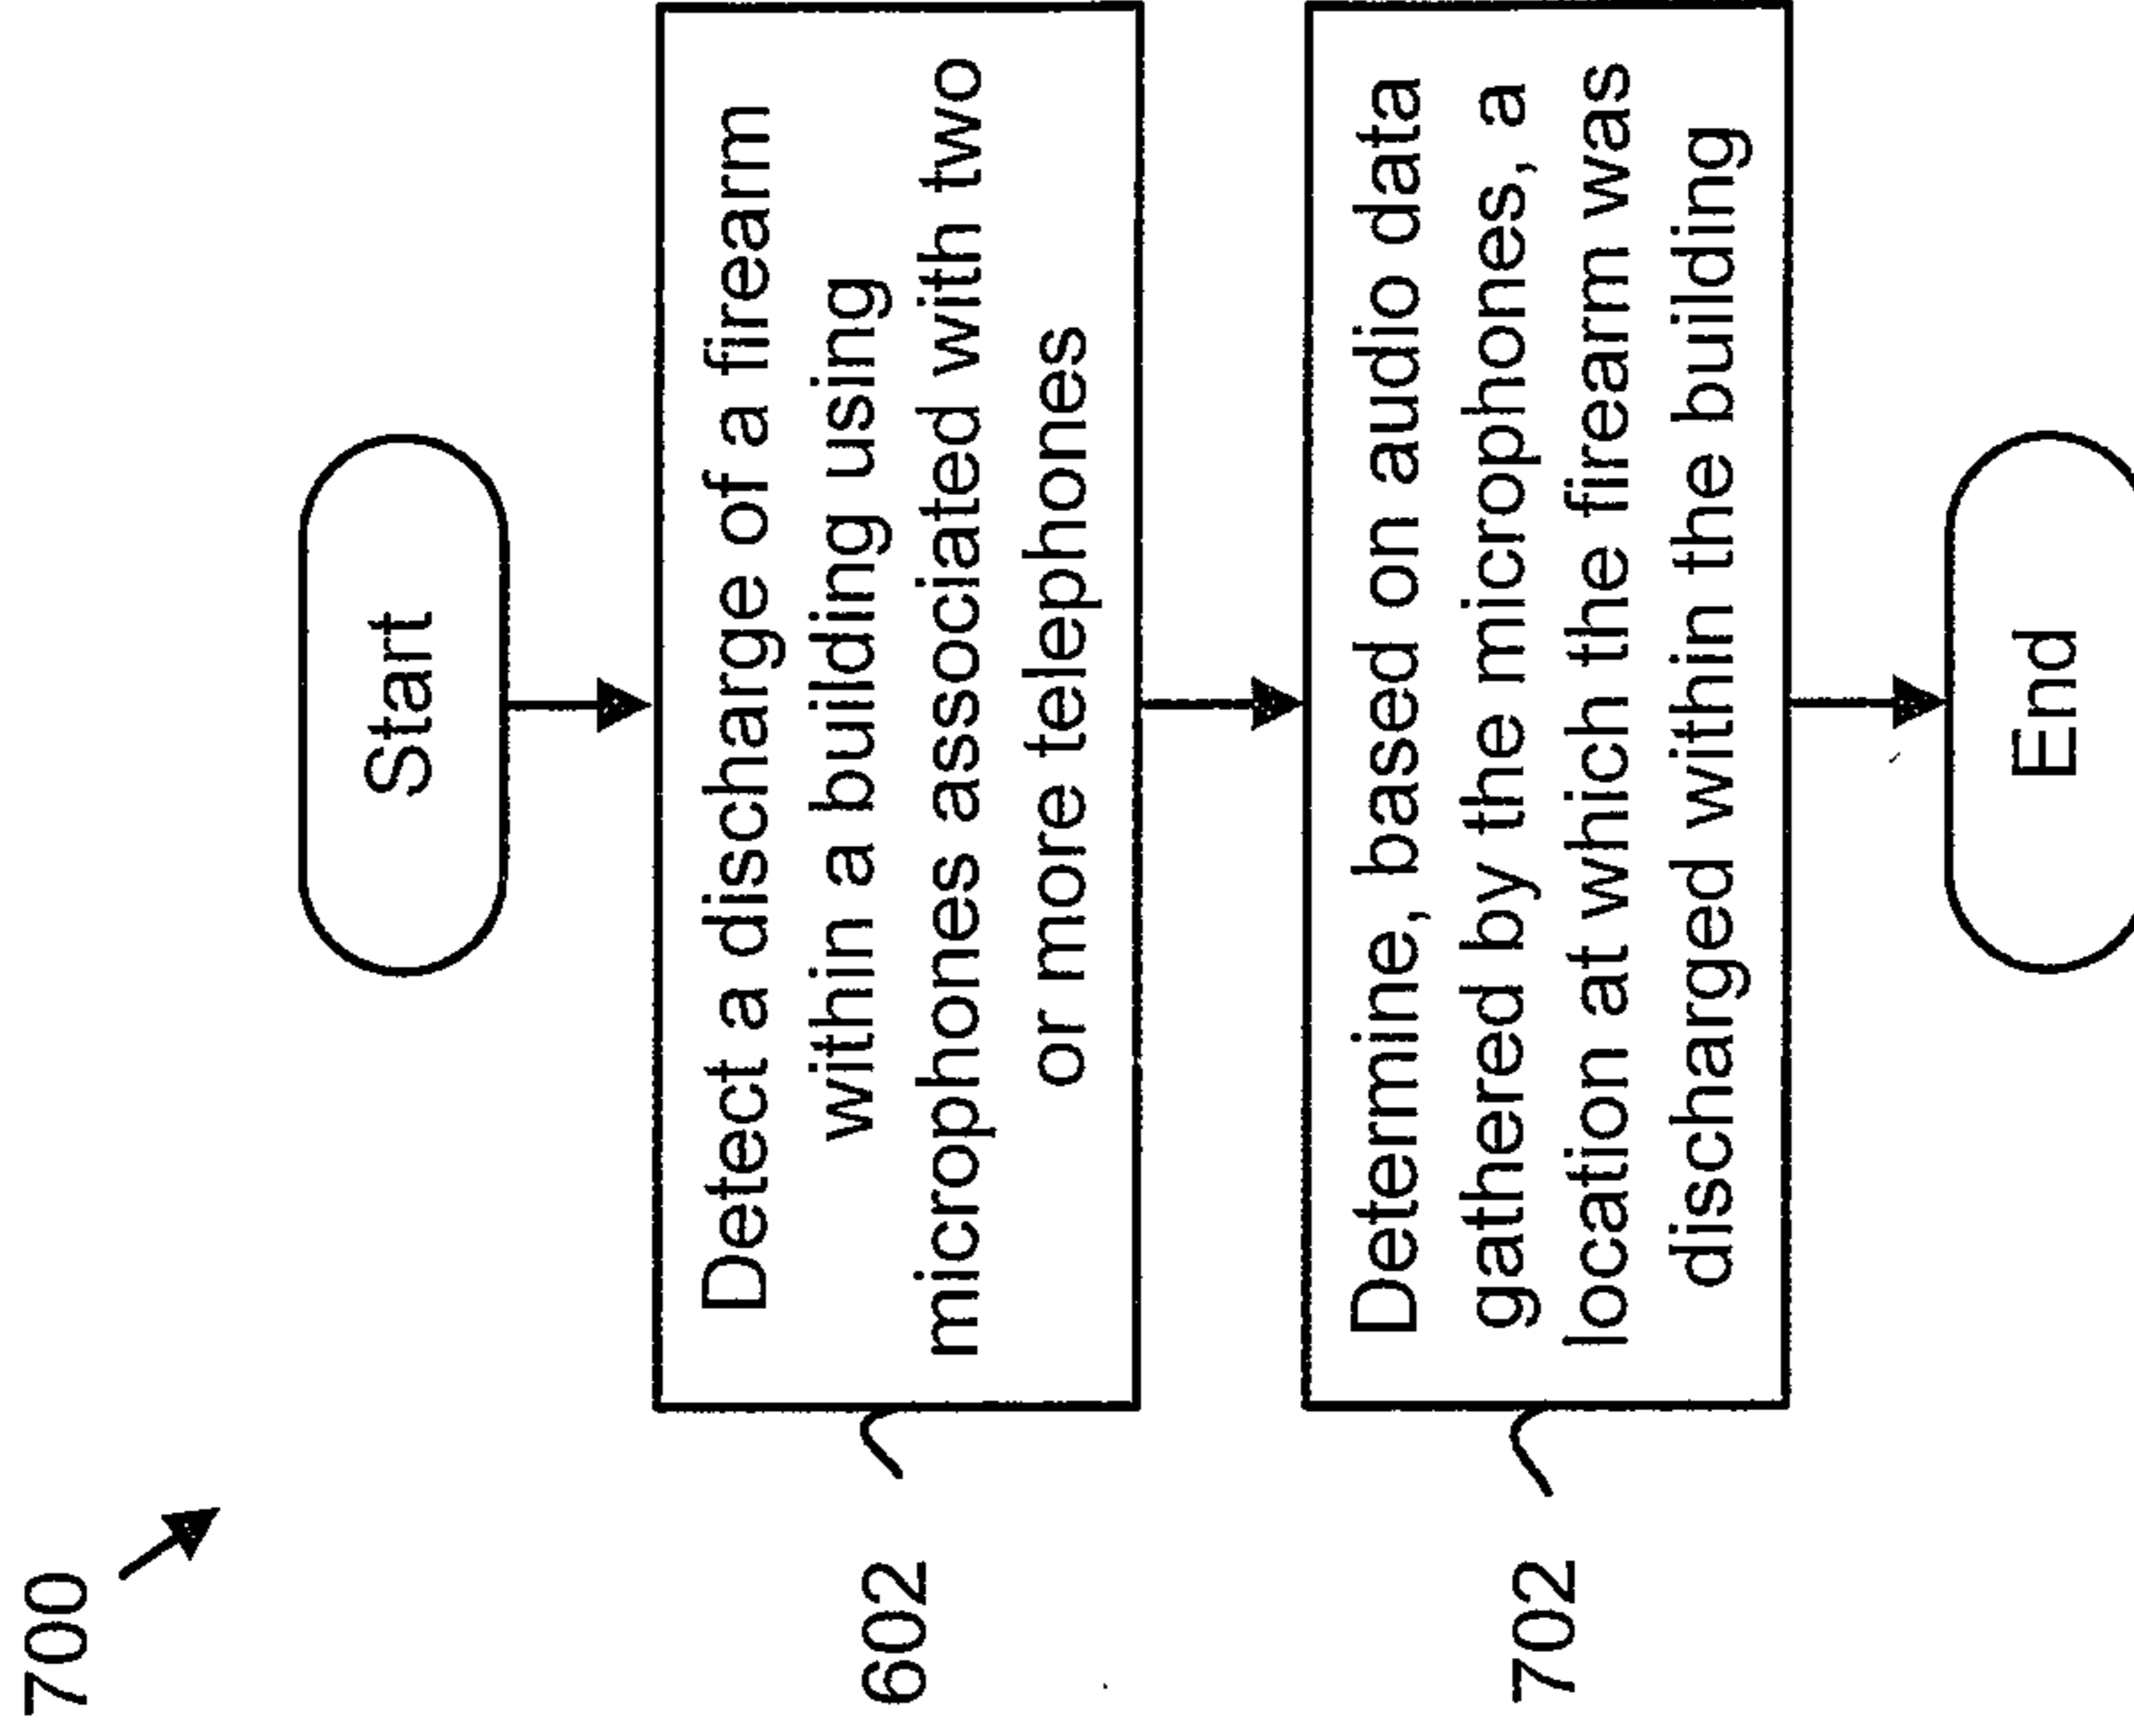 700
Start
602
Detect a discharge of a firearm
within a building using
microphones associated with two
or more telephones
702
Determine, based on audio data
gathered by the microphones, a
location at which the firearm was
discharged within the building
End